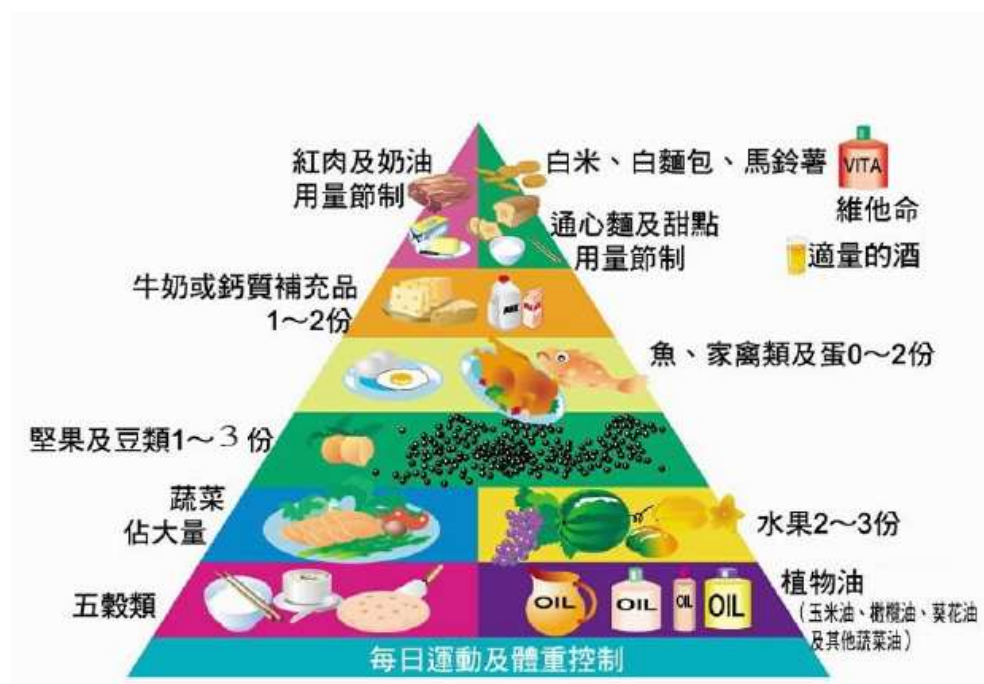 紅肉及奶油
用量節制
白米、白麵包、馬鈴薯
VITA
維他命
通心麵及甜點
用量節制
適量的酒
牛奶或鈣質補充品
1～2份
魚、家禽類及蛋0～2份
堅果及豆類1～3份
蔬菜
佔大量
水果2～3份
五穀類
OIL
OIL
OIL
OIL
植物油
（玉米油、橄欖油、葵花油
及其他蔬菜油）
每日運動及體重控制